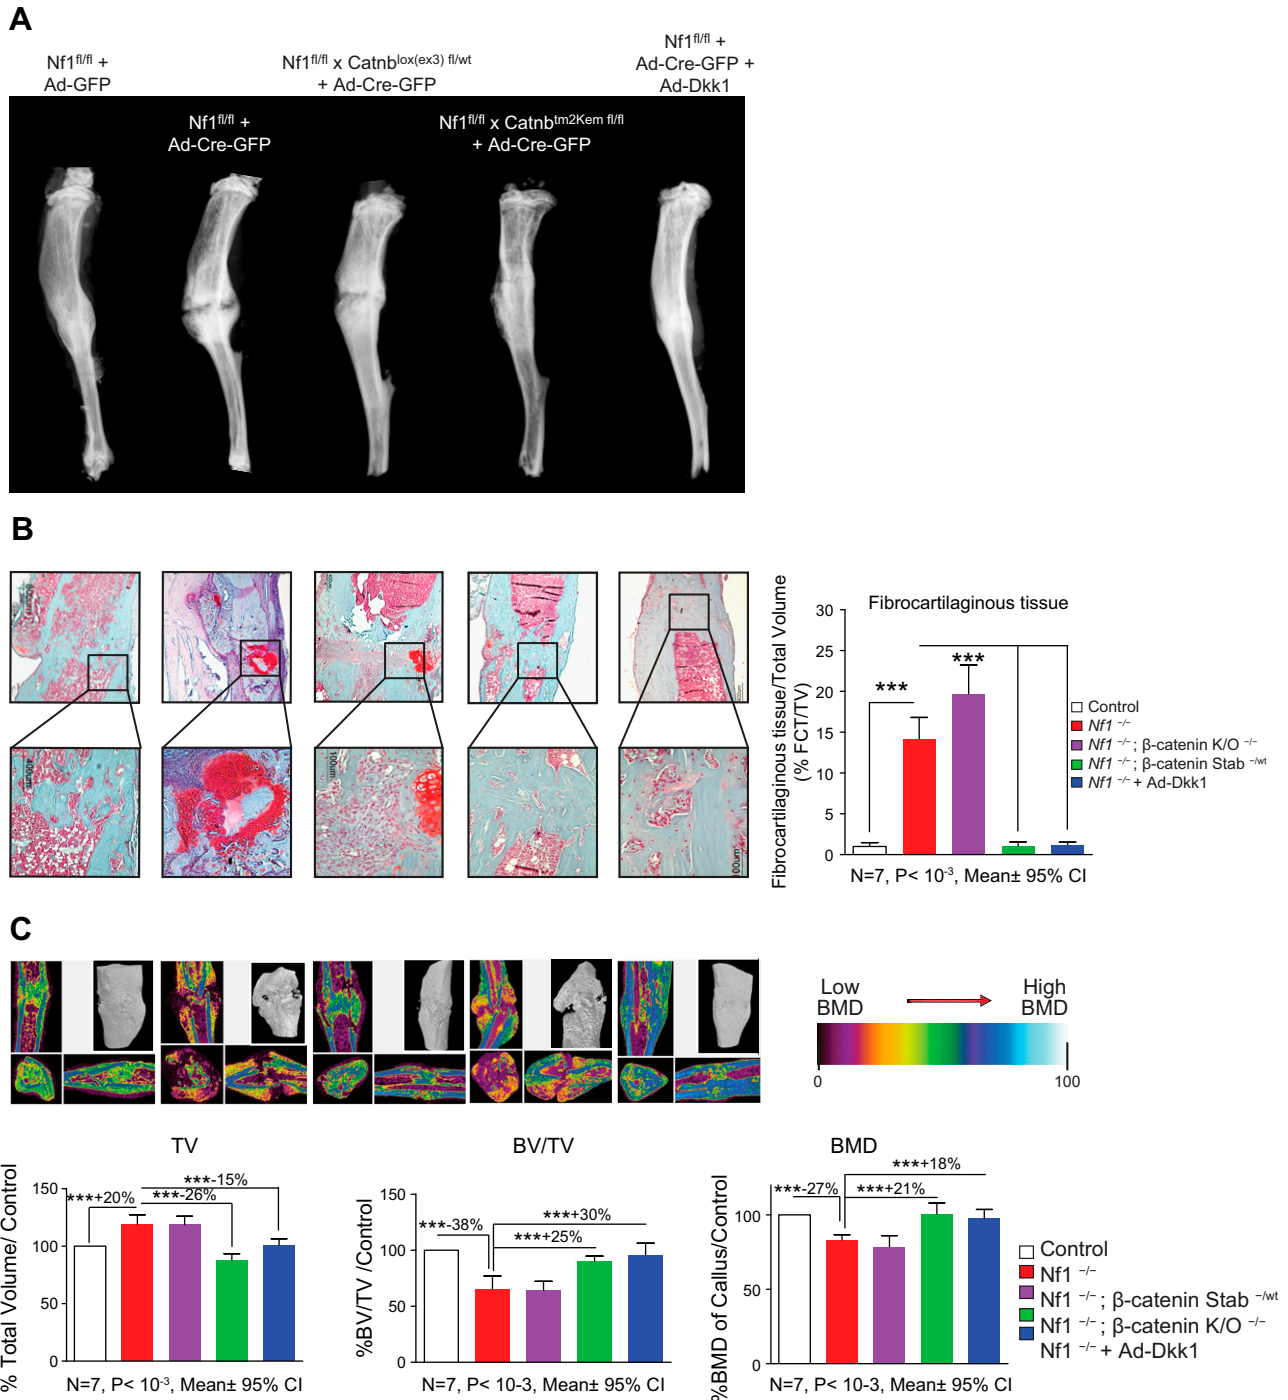 A
Nf1fl/fl +
Ad-GFP
Nf1fl/fl x Catnblox(ex3) fl/wt
+ Ad-Cre-GFP
Nf1fl/fl +
Ad-Cre-GFP +
Ad-Dkk1
Nf1fl/fl +
Ad-Cre-GFP
Nf1fl/fl x Catnbtm2Kem fl/fl
+ Ad-Cre-GFP
B
400um
100um
100um
Fibrocartilaginous tissue/Total Volume
(% FCT/TV)
Fibrocartilaginous tissue
30
25
20
15
10
5
0
***
***
Control
Nf1 −/−
Nf1 −/− ; β-catenin K/O −/−
Nf1 −/− ; β-catenin Stab −/wt
Nf1 −/− + Ad-Dkk1
N=7, P< 10-3, Mean± 95% CI
C
Low
BMD
High
BMD
0
100
TV
% Total Volume/ Control
150
100
50
0
***+20%
***-26%
***-15%
N=7, P< 10-3, Mean± 95% CI
BV/TV
%BV/TV /Control
150
100
50
0
***-38%
***+25%
***+30%
N=7, P< 10-3, Mean± 95% CI
BMD
%BMD of Callus/Control
100
50
0
***-27%
***+21%
***+18%
N=7, P< 10-3, Mean± 95% CI
Control
Nf1 −/−
Nf1 −/− ; β-catenin Stab −/wt
Nf1 −/− ; β-catenin K/O −/−
Nf1 −/− + Ad-Dkk1